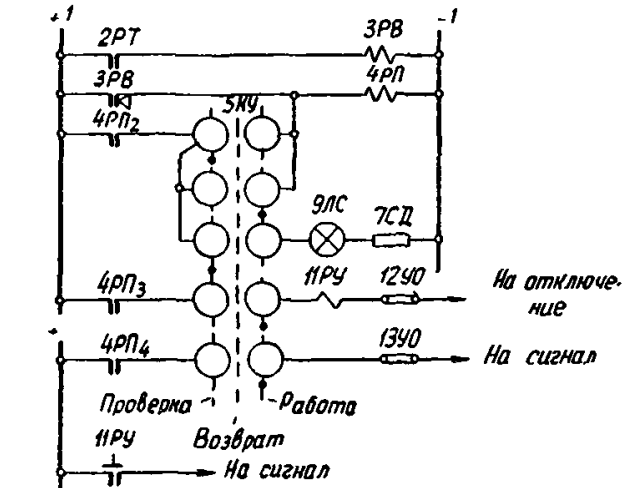 +1
-1
2РТ
3РВ
3РВ
4РП
4РП2
5КУ
9ЛС
7СД
4РП3
11РУ
12УО
На отключе-
ние
+
4РП4
13УО
На сигнал
Проверка
Работа
Возврат
11РУ
На сигнал